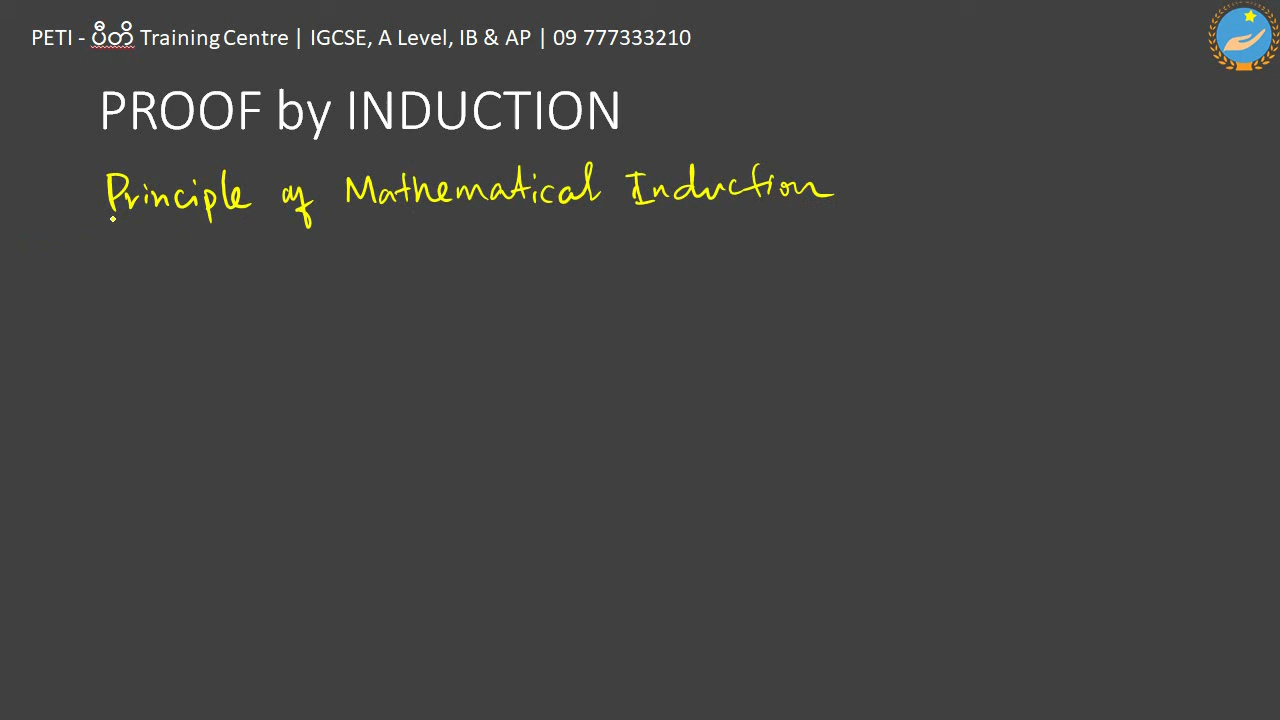 PETI - ပီတိ Training Centre | IGCSE, A Level, IB & AP | 09 777333210
PROOF by INDUCTION
Principle of Mathematical Induction